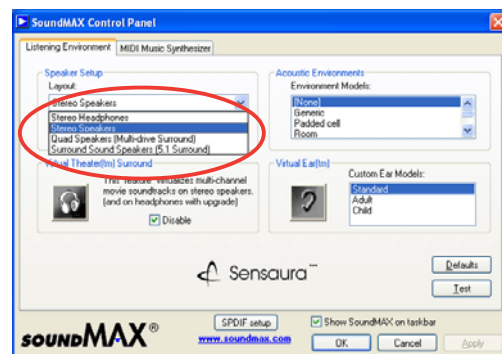 SoundMAX Control Panel
Listening Environment
MIDI Music Synthesizer
Speaker Setup
Layout:
Stereo Speakers
Stereo Headphones
Stereo Speakers
Quad Speakers (Multi-drive Surround)
Surround Sound Speakers (5.1 Surround)
Acoustic Environments
Environment Models:
(None)
Generic
Padded cell
Room
Virtual Theater(tm) Surround
This "feature" virtualizes multi-channel
movie soundtracks on stereo speakers.
(and on headphones with upgrade)
Disable
Virtual Ear(tm)
Custom Ear Models:
Standard
Adult
Child
Sensaura™
Defaults
Test
SOUNDMAX®
SPDIF setup
www.soundmax.com
Show SoundMAX on taskbar
OK
Cancel
Apply